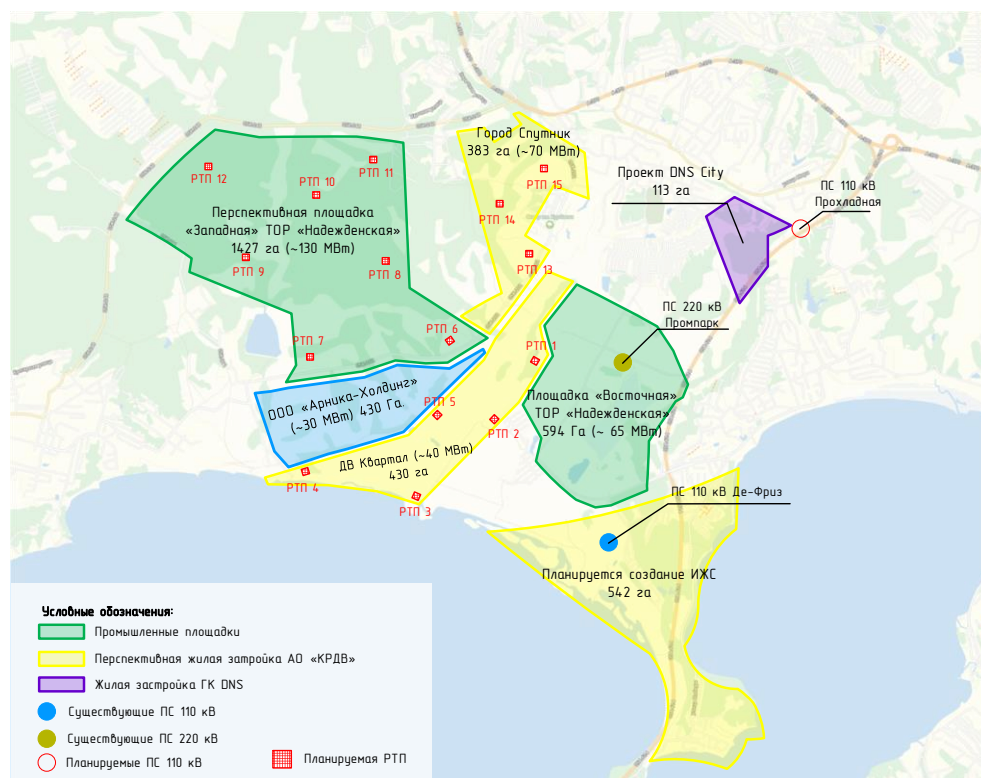 Город Спутник
383 га (~70 МВт)
Проект DNS City
113 га
ПС 110 кВ
Прохладная
РТП 12
РТП 11
РТП 10
РТП 15
РТП 14
Перспективная площадка
«Западная» ТОР «Надежденская»
1427 га (~130 МВт)
РТП 9
РТП 8
РТП 13
ПС 220 кВ
Промпарк
РТП 6
РТП 7
РТП 1
ООО «Арника-Холдинг»
(~30 МВт) 430 Га.
РТП 5
РТП 2
Площадка «Восточная»
ТОР «Надежденская»
594 Га (~ 65 МВт)
ДВ Квартал (~40 МВт)
430 га
РТП 4
РТП 3
ПС 110 кВ Де-Фриз
Планируется создание ИЖС
542 га
Условные обозначения:
Промышленные площадки
Перспективная жилая затройка АО «КРДВ»
Жилая застройка ГК DNS
Существующие ПС 110 кВ
Существующие ПС 220 кВ
Планируемые ПС 110 кВ
Планируемая РТП